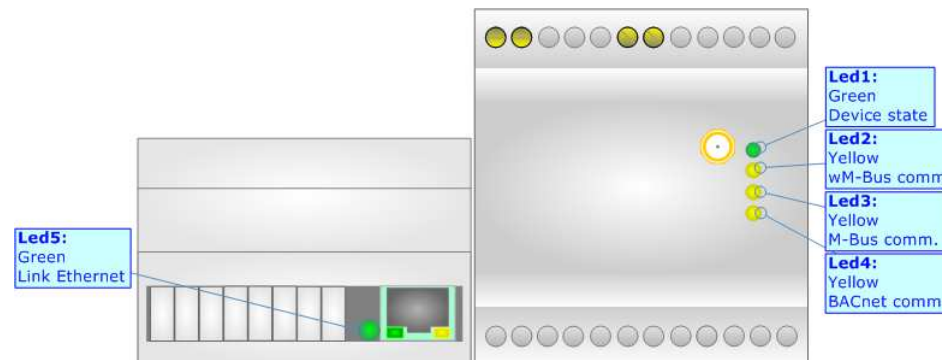 Led1:
Green
Device state
Led2:
Yellow
wM-Bus comm
Led3:
Yellow
M-Bus comm.
Led4:
Yellow
BACnet comm
Led5:
Green
Link Ethernet